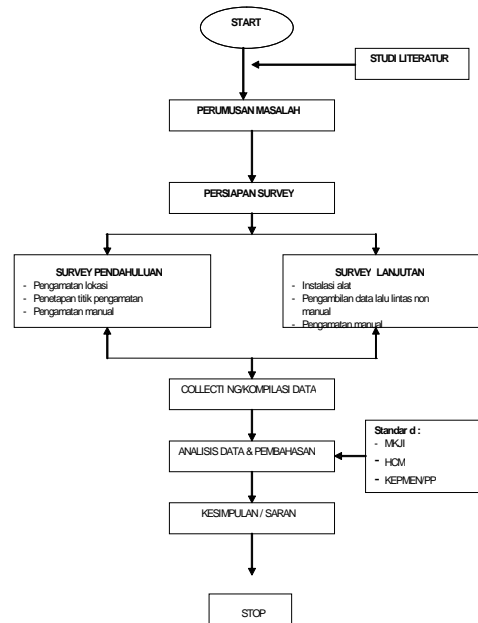 START
STUDI LITERATUR
PERUMUSAN MASALAH
PERSIAPAN SURVEY
SURVEY PENDAHULUAN
- Pengamatan lokasi
- Penetapan titik pengamatan
- Pengamatan manual
SURVEY LANJUTAN
- Instalasi alat
- Pengambilan data lalu lintas non
manual
- Pengamatan manual
COLLECTI NG/KOMPILASI DATA
ANALISIS DATA & PEMBAHASAN
Standar d :
- MKJI
- HCM
- KEPMEN/PP
KESIMPULAN / SARAN
STOP